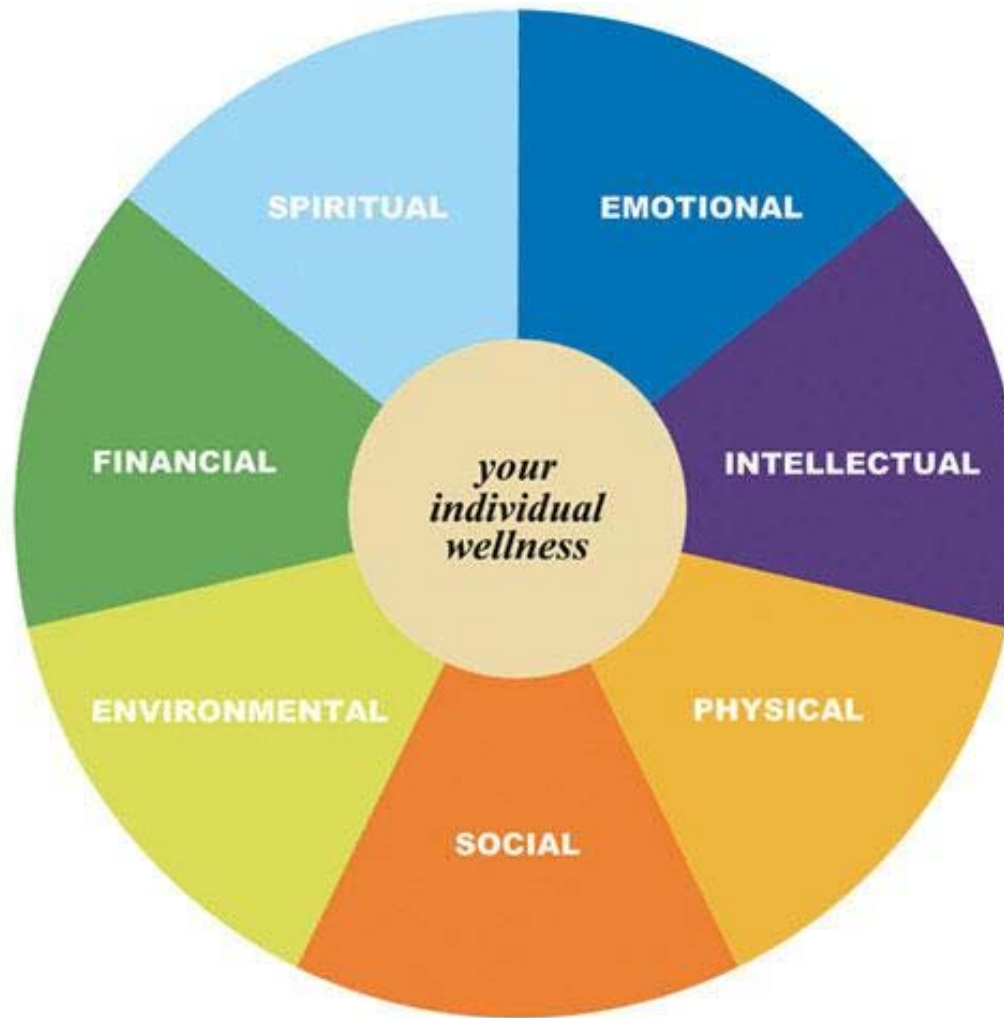 SPIRITUAL
EMOTIONAL
FINANCIAL
your
individual
wellness
INTELLECTUAL
ENVIRONMENTAL
PHYSICAL
SOCIAL